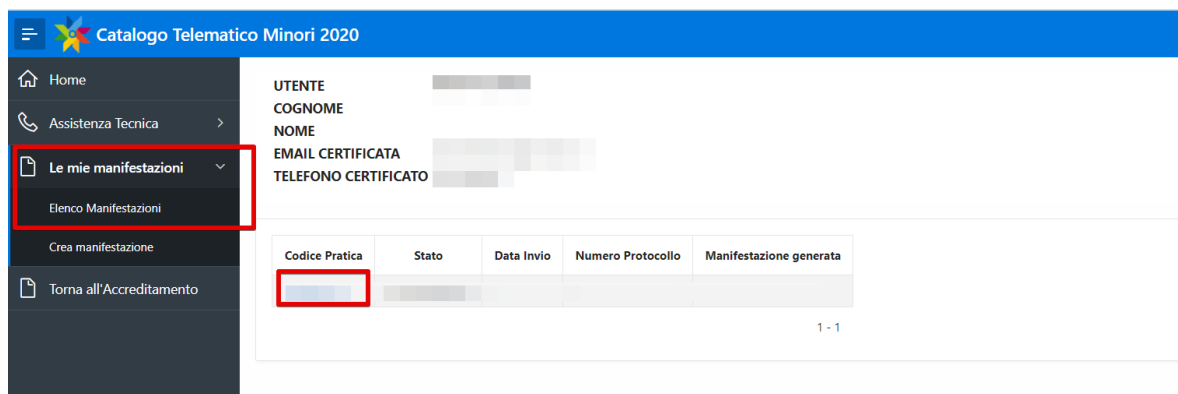 Catalogo Telematico Minori 2020
Home
Assistenza Tecnica
Le mie manifestazioni
Elenco Manifestazioni
Crea manifestazione
Torna all'Accreditamento
UTENTE
COGNOME
NOME
EMAIL CERTIFICATA
TELEFONO CERTIFICATO
Codice Pratica Stato Data Invio Numero Protocollo Manifestazione generata
1 - 1